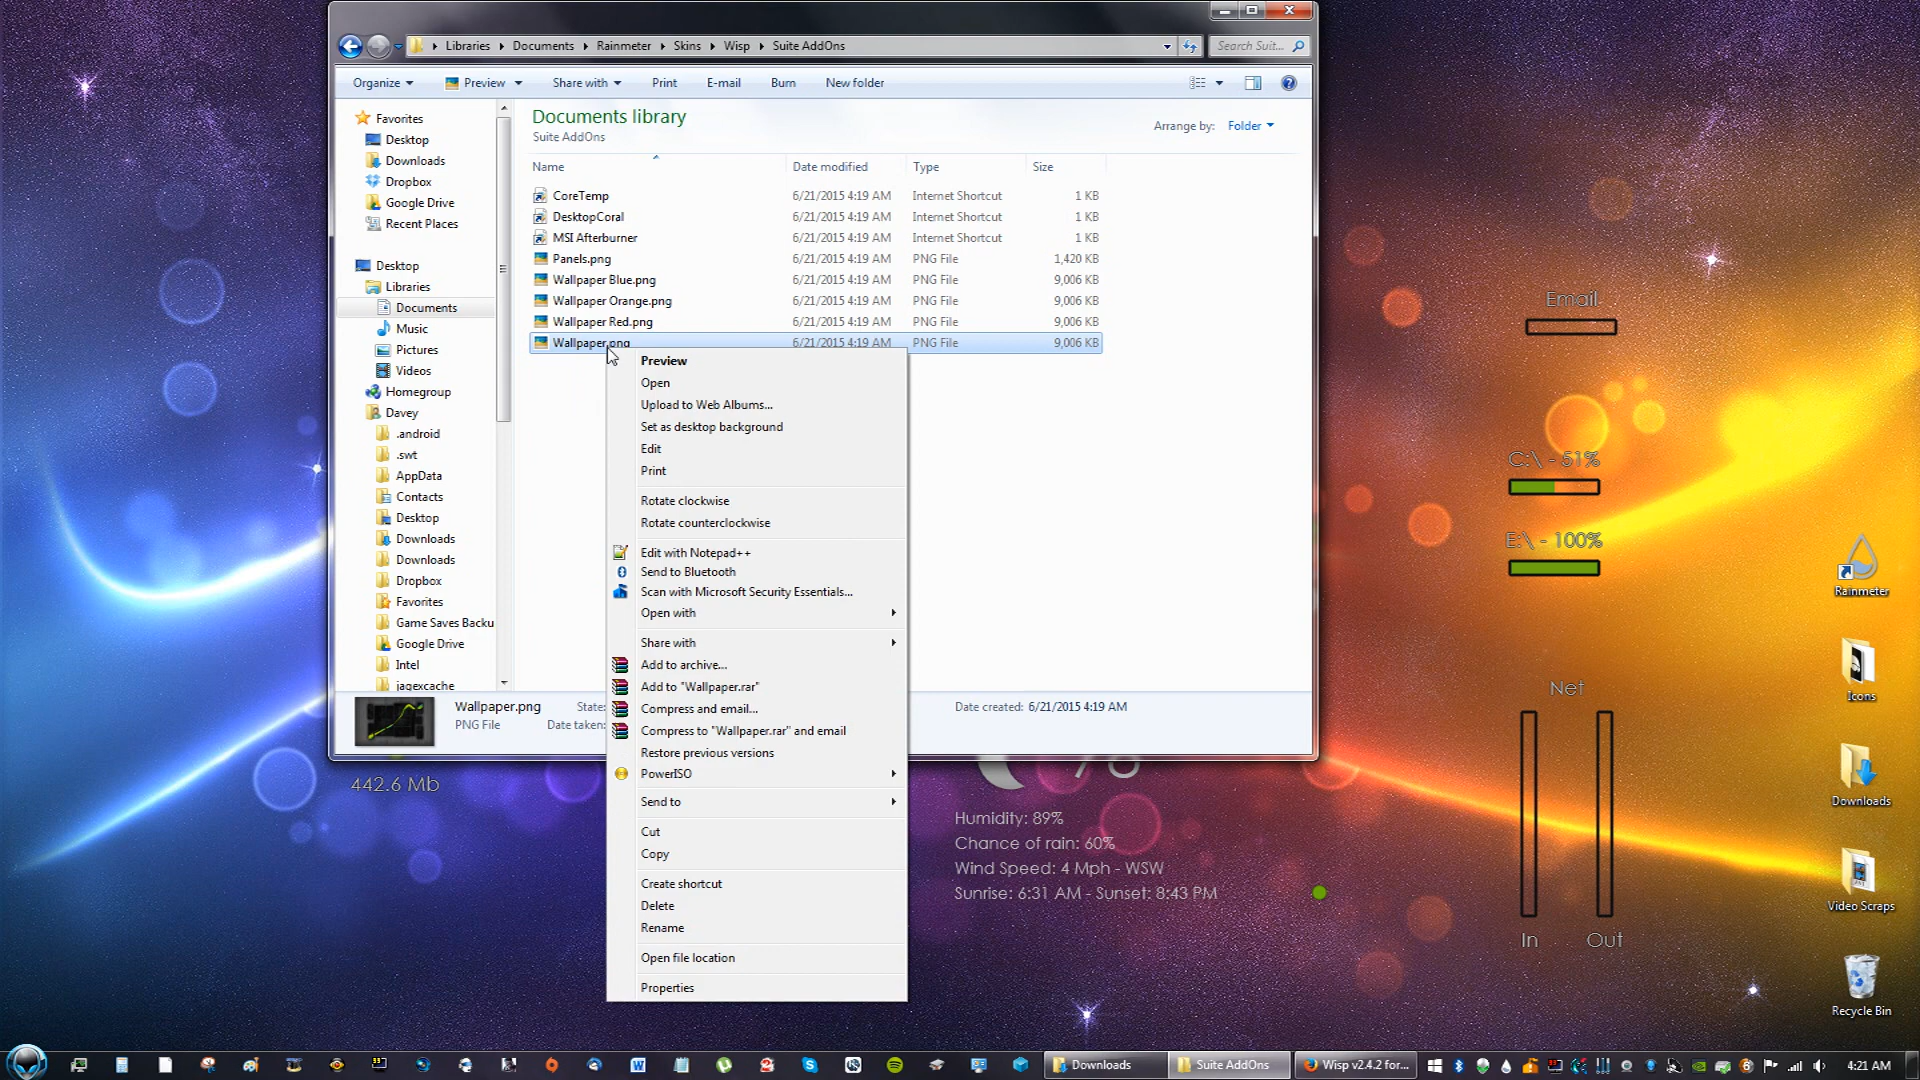 Libraries ▸ Documents ▸ Rainmeter ▸ Skins ▸ Wisp ▸ Suite AddOns
Search Suit...
Organize
Preview
Share with
Print
E-mail
Burn
New folder
Favorites
Desktop
Downloads
Dropbox
Google Drive
Recent Places
Desktop
Libraries
Documents
Music
Pictures
Videos
Homegroup
Davey
.android
.swt
AppData
Contacts
Desktop
Downloads
Downloads
Dropbox
Favorites
Game Saves Backu
Google Drive
Intel
jagexcache
Documents library
Suite AddOns
Arrange by: Folder
Name Date modified Type Size
CoreTemp 6/21/2015 4:19 AM Internet Shortcut 1 KB
DesktopCoral 6/21/2015 4:19 AM Internet Shortcut 1 KB
MSI Afterburner 6/21/2015 4:19 AM Internet Shortcut 1 KB
Panels.png 6/21/2015 4:19 AM PNG File 1,420 KB
Wallpaper Blue.png 6/21/2015 4:19 AM PNG File 9,006 KB
Wallpaper Orange.png 6/21/2015 4:19 AM PNG File 9,006 KB
Wallpaper Red.png 6/21/2015 4:19 AM PNG File 9,006 KB
Wallpaper.png 6/21/2015 4:19 AM PNG File 9,006 KB
Preview
Open
Upload to Web Albums...
Set as desktop background
Edit
Print
Rotate clockwise
Rotate counterclockwise
Edit with Notepad++
Send to Bluetooth
Scan with Microsoft Security Essentials...
Open with
Share with
Add to archive...
Add to "Wallpaper.rar"
Compress and email...
Compress to "Wallpaper.rar" and email
Restore previous versions
PowerISO
Send to
Cut
Copy
Create shortcut
Delete
Rename
Open file location
Properties
Wallpaper.png
PNG File
State:
Date taken:
Date created: 6/21/2015 4:19 AM
442.6 Mb
Humidity: 89%
Chance of rain: 60%
Wind Speed: 4 Mph - WSW
Sunrise: 6:31 AM - Sunset: 8:43 PM
Email
C:\ - 51%
E:\ - 100%
Net
In
Out
Rainmeter
Icons
Downloads
Video Scraps
Recycle Bin
Downloads
Suite AddOns
Wisp v2.4.2 for...
4:21 AM